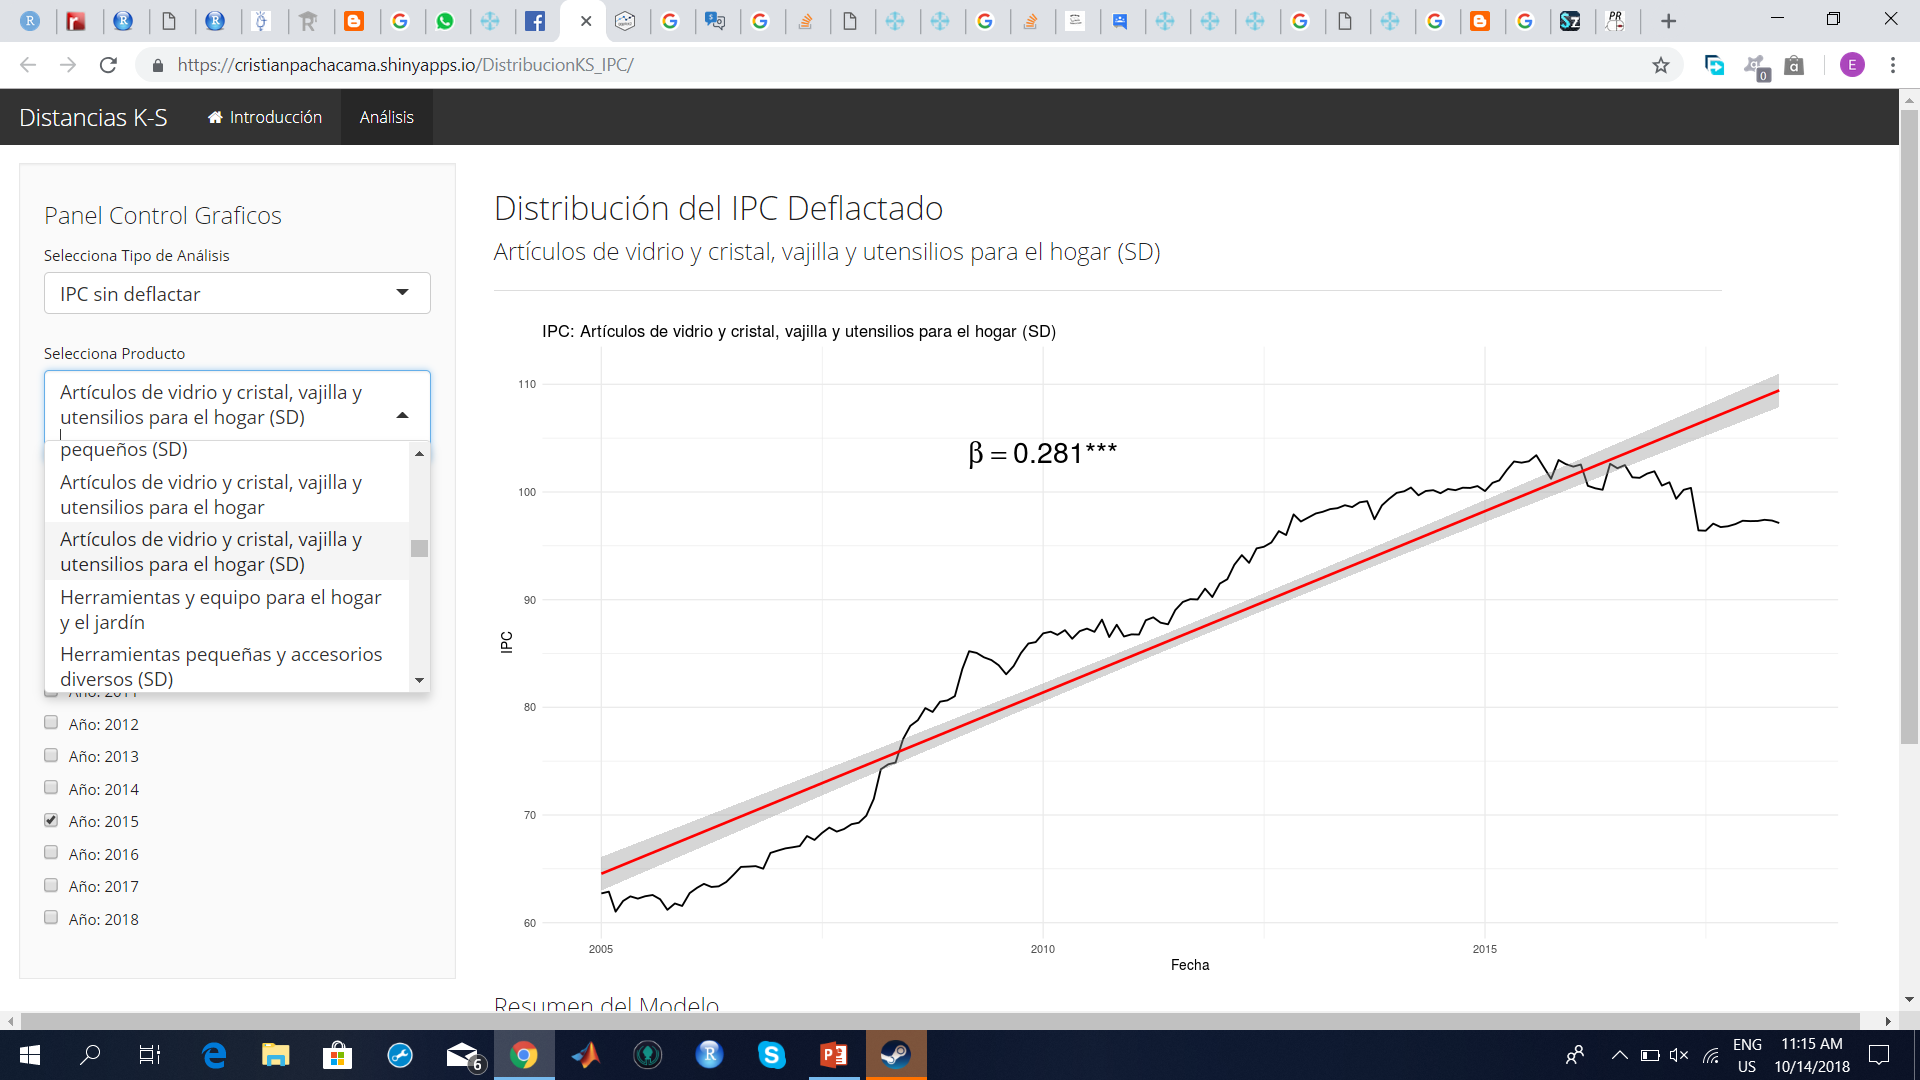 https://cristianpachacama.shinyapps.io/DistribucionKS_IPC/
0
E
Distancias K-S
Introducción
Análisis
Panel Control Graficos
Selecciona Tipo de Análisis
IPC sin deflactar
Selecciona Producto
Artículos de vidrio y cristal, vajilla y
utensilios para el hogar (SD)
pequeños (SD)
Artículos de vidrio y cristal, vajilla y
utensilios para el hogar
Artículos de vidrio y cristal, vajilla y
utensilios para el hogar (SD)
Herramientas y equipo para el hogar
y el jardín
Herramientas pequeñas y accesorios
diversos (SD)
Año: 2011
Año: 2012
Año: 2013
Año: 2014
Año: 2015
Año: 2016
Año: 2017
Año: 2018
Distribución del IPC Deflactado
Artículos de vidrio y cristal, vajilla y utensilios para el hogar (SD)
IPC: Artículos de vidrio y cristal, vajilla y utensilios para el hogar (SD)
β = 0.281***
110
100
90
80
70
60
IPC
2005
2010
2015
Fecha
Resumen del Modelo
6
ENG
US
11:15 AM
10/14/2018